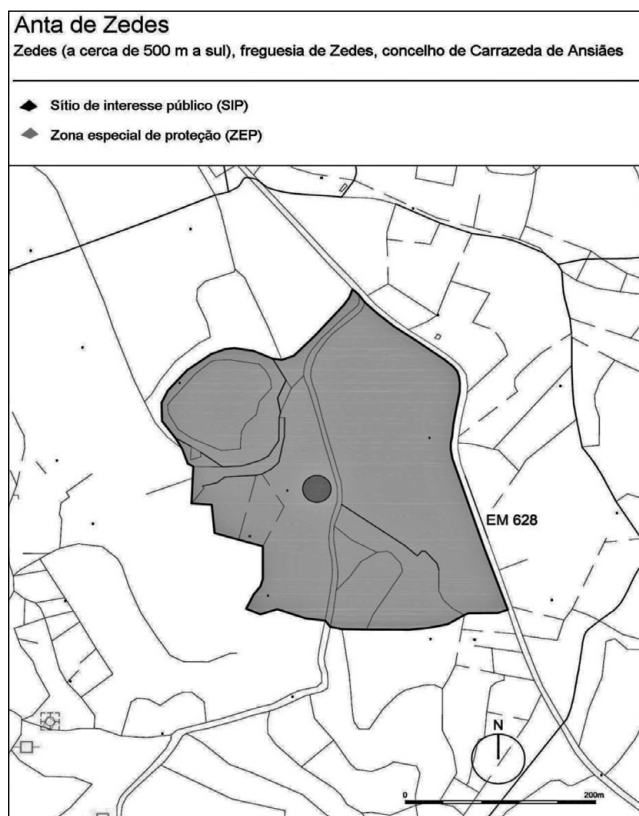 Anta de Zedes
Zedes (a cerca de 500 m a sul), freguesia de Zedes, concelho de Carrazeda de Ansiães
Sítio de interesse público (SIP)
Zona especial de proteção (ZEP)
EM 628
N
0 200m